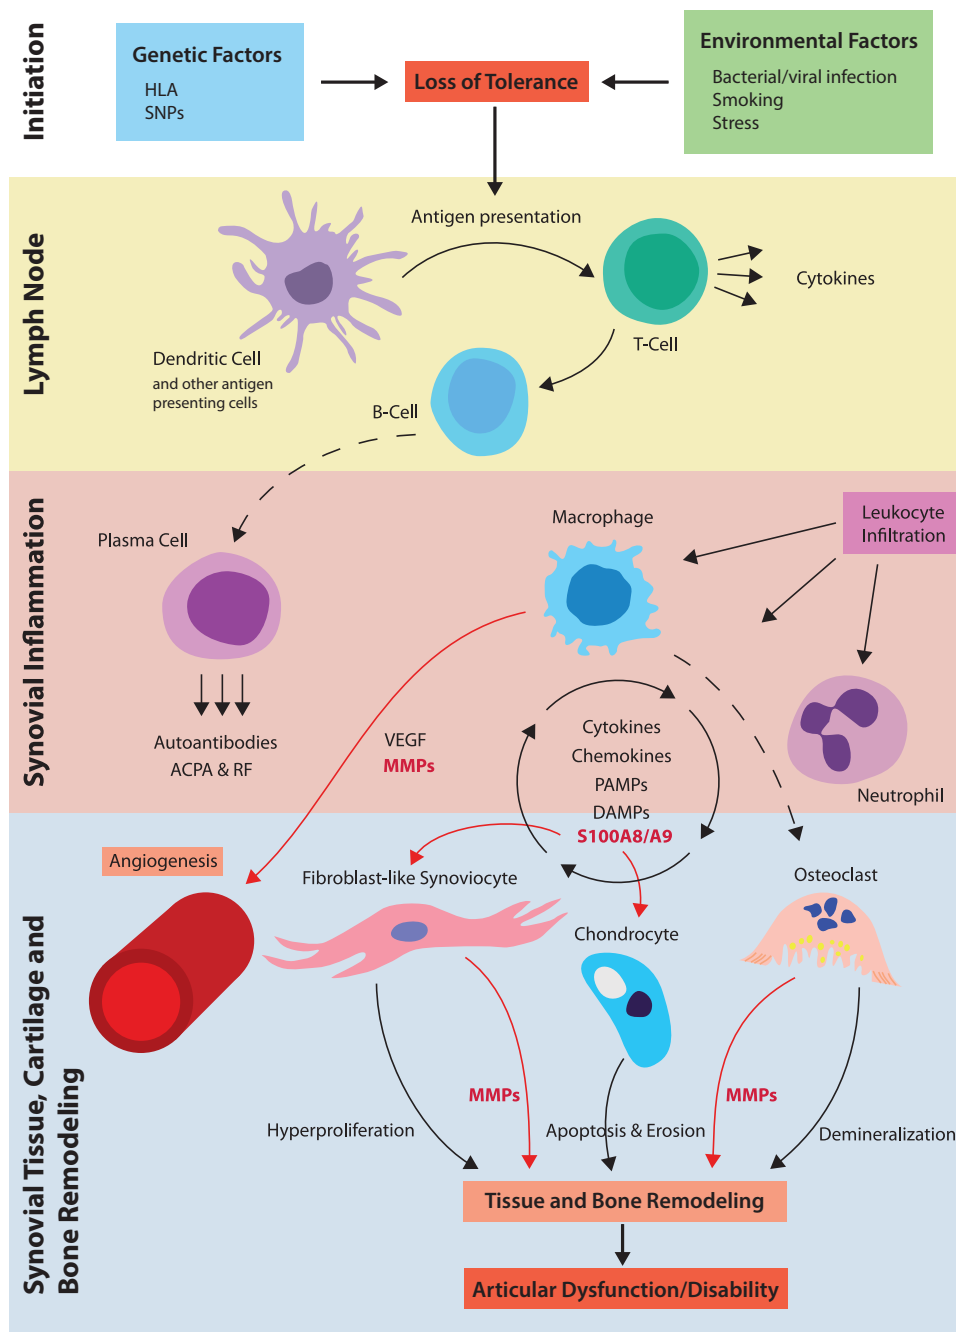 Initiation
Genetic Factors
HLA
SNPs
Loss of Tolerance
Environmental Factors
Bacterial/viral infection
Smoking
Stress
Lymph Node
Antigen presentation
Cytokines
T-Cell
Dendritic Cell
and other antigen
presenting cells
B-Cell
Synovial Inflammation
Leukocyte
Infiltration
Macrophage
Plasma Cell
Autoantibodies
ACPA & RF
VEGF
MMPs
Cytokines
Chemokines
PAMPs
DAMPs
S100A8/A9
Neutrophil
Synovial Tissue, Cartilage and
Bone Remodeling
Angiogenesis
Fibroblast-like Synoviocyte
Chondrocyte
Osteoclast
MMPs
MMPs
Hyperproliferation
Apoptosis & Erosion
Demineralization
Tissue and Bone Remodeling
Articular Dysfunction/Disability